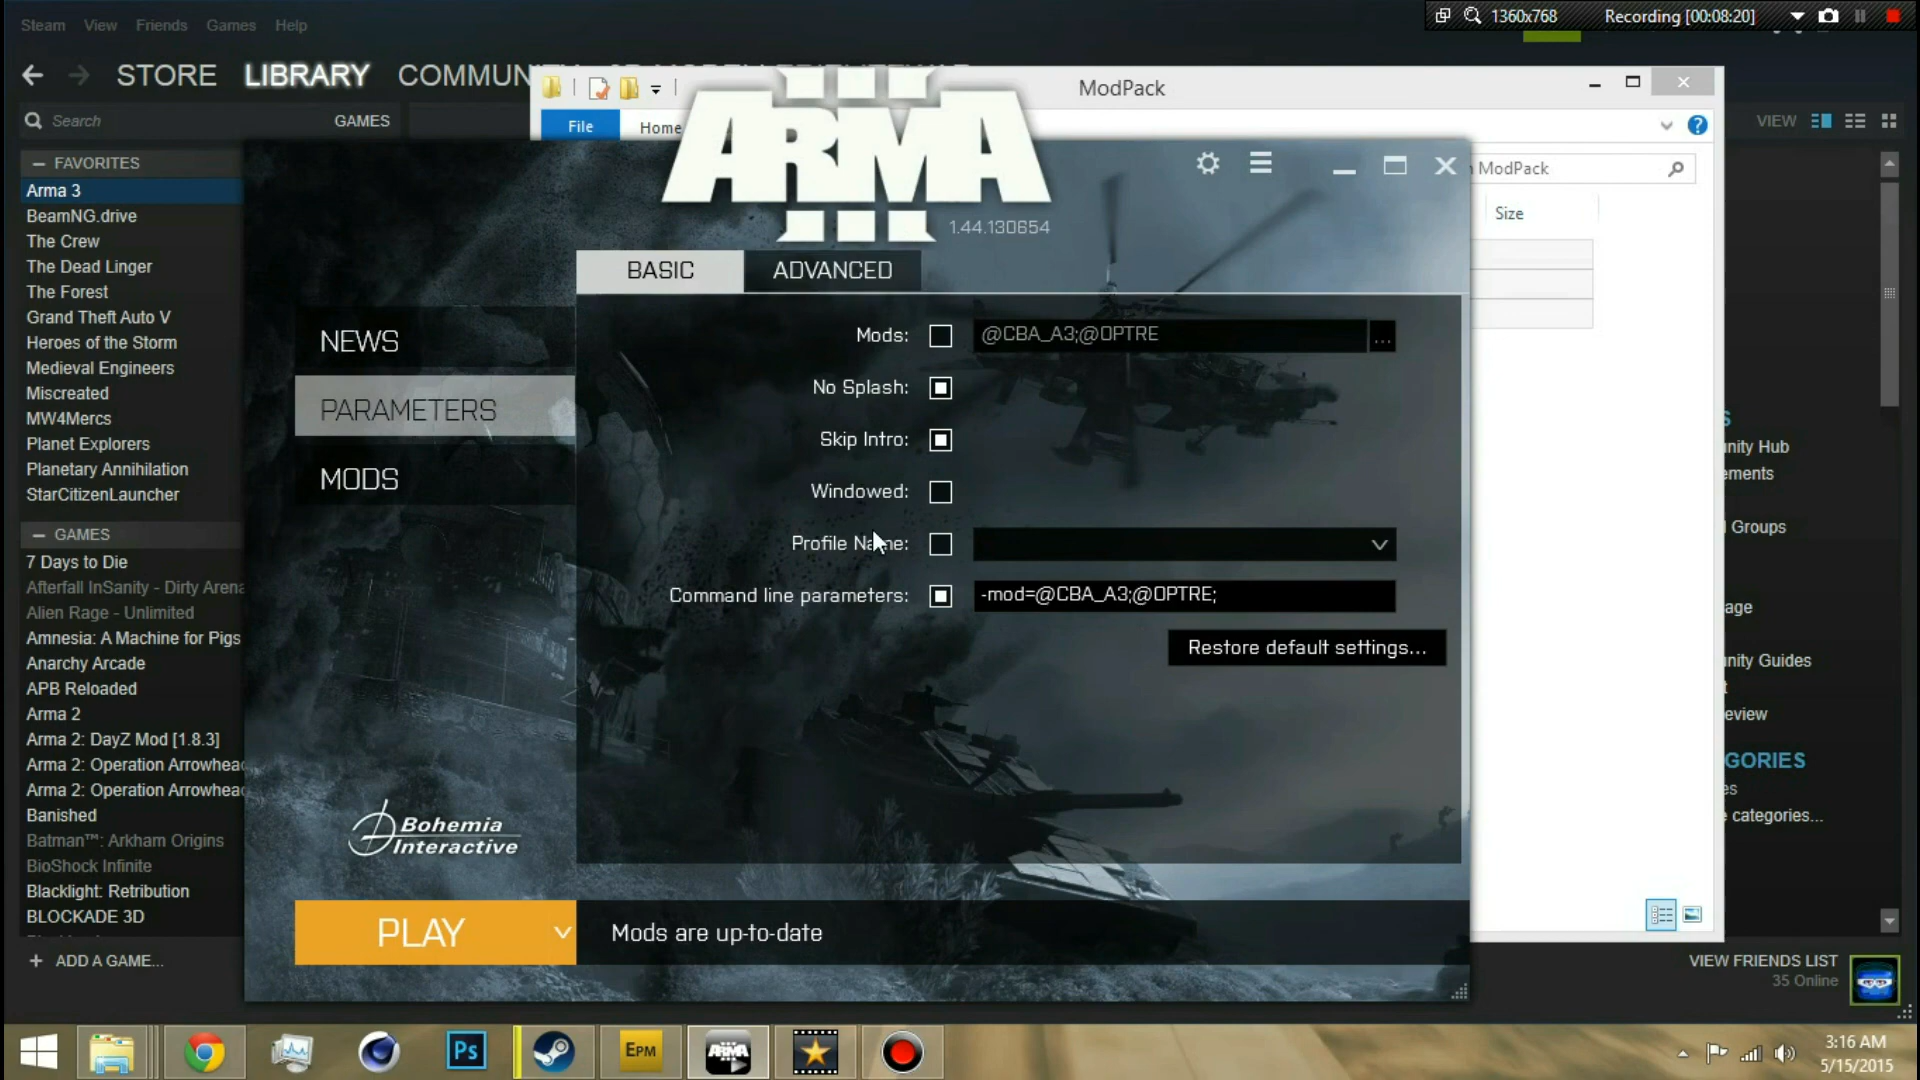 Steam View Friends Games Help
1360x768 Recording [00:08:20]
STORE LIBRARY COMMUN
ModPack
Search GAMES
File Home
VIEW
ModPack
Size
ARMA
III
1.44.130654
FAVORITES
Arma 3
BeamNG.drive
The Crew
The Dead Linger
The Forest
Grand Theft Auto V
Heroes of the Storm
Medieval Engineers
Miscreated
MW4Mercs
Planet Explorers
Planetary Annihilation
StarCitizenLauncher
GAMES
7 Days to Die
Afterfall InSanity - Dirty Arena
Alien Rage - Unlimited
Amnesia: A Machine for Pigs
Anarchy Arcade
APB Reloaded
Arma 2
Arma 2: DayZ Mod [1.8.3]
Arma 2: Operation Arrowhead
Arma 2: Operation Arrowhead
Banished
Batman™: Arkham Origins
BioShock Infinite
Blacklight: Retribution
BLOCKADE 3D
+ ADD A GAME...
NEWS
PARAMETERS
MODS
BASIC ADVANCED
Mods: @CBA_A3;@OPTRE ...
No Splash:
Skip Intro:
Windowed:
Profile Name:
Command line parameters: -mod=@CBA_A3;@OPTRE;
Restore default settings...
Bohemia
Interactive
PLAY
Mods are up-to-date
S
nity Hub
ements
Groups
age
nity Guides
t
eview
GORIES
es
e categories...
VIEW FRIENDS LIST
35 Online
Ps
EPM
ARMA
III
3:16 AM
5/15/2015